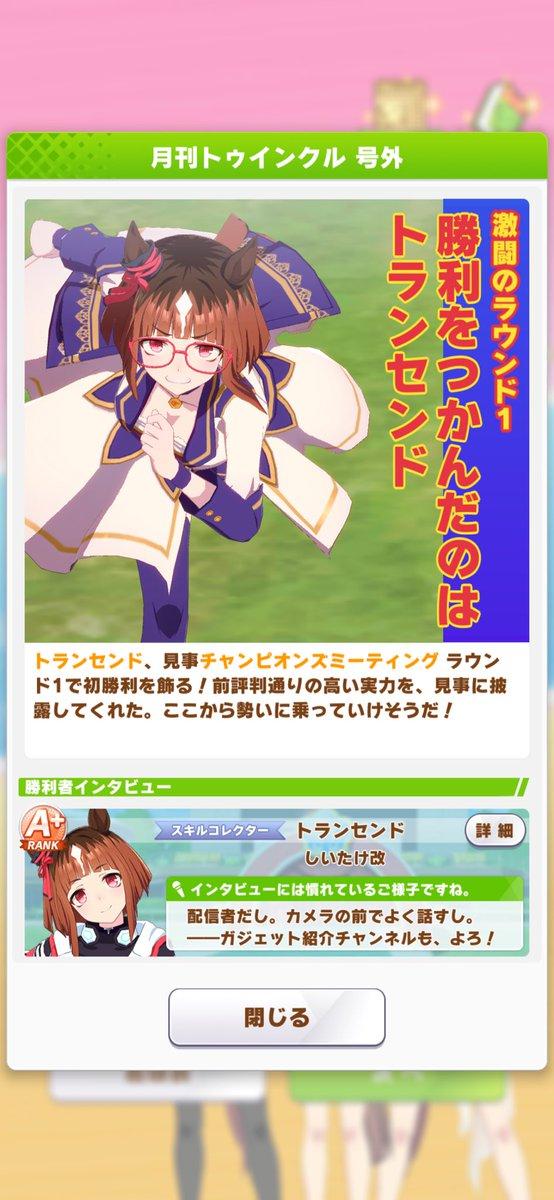 月刊トゥインクル 号外
激闘のラウンド1
勝利をつかんだのは
トランセンド
トランセンド、見事チャンピオンズミーティング ラウン
ド1で初勝利を飾る！前評判通りの高い実力を、見事に披
露してくれた。ここから勢いに乗っていけそうだ！
勝利者インタビュー
A+
RANK
スキルコレクター
トランセンド
詳細
しいたけ改
インタビューには慣れているご様子ですね。
配信者だし。カメラの前でよく話すし。
——ガジェット紹介チャンネルも、よろ！
閉じる